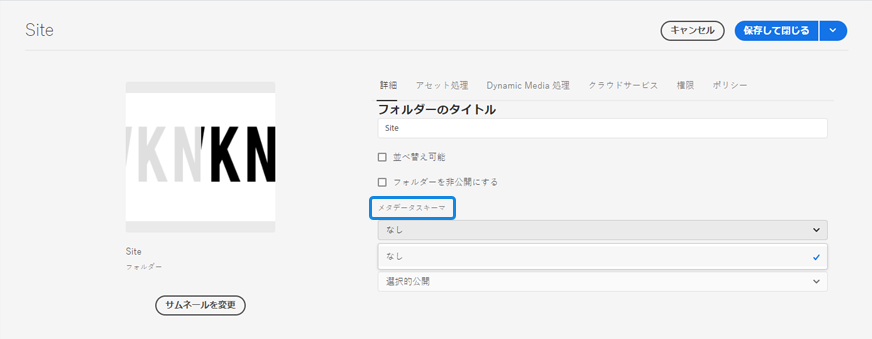 Site
キャンセル
保存して閉じる
詳細 アセット処理 Dynamic Media 処理 クラウドサービス 権限 ポリシー
フォルダーのタイトル
Site
並べ替え可能
フォルダーを非公開にする
メタデータスキーマ
なし
なし
選択的公開
KN KN
Site
フォルダー
サムネールを変更